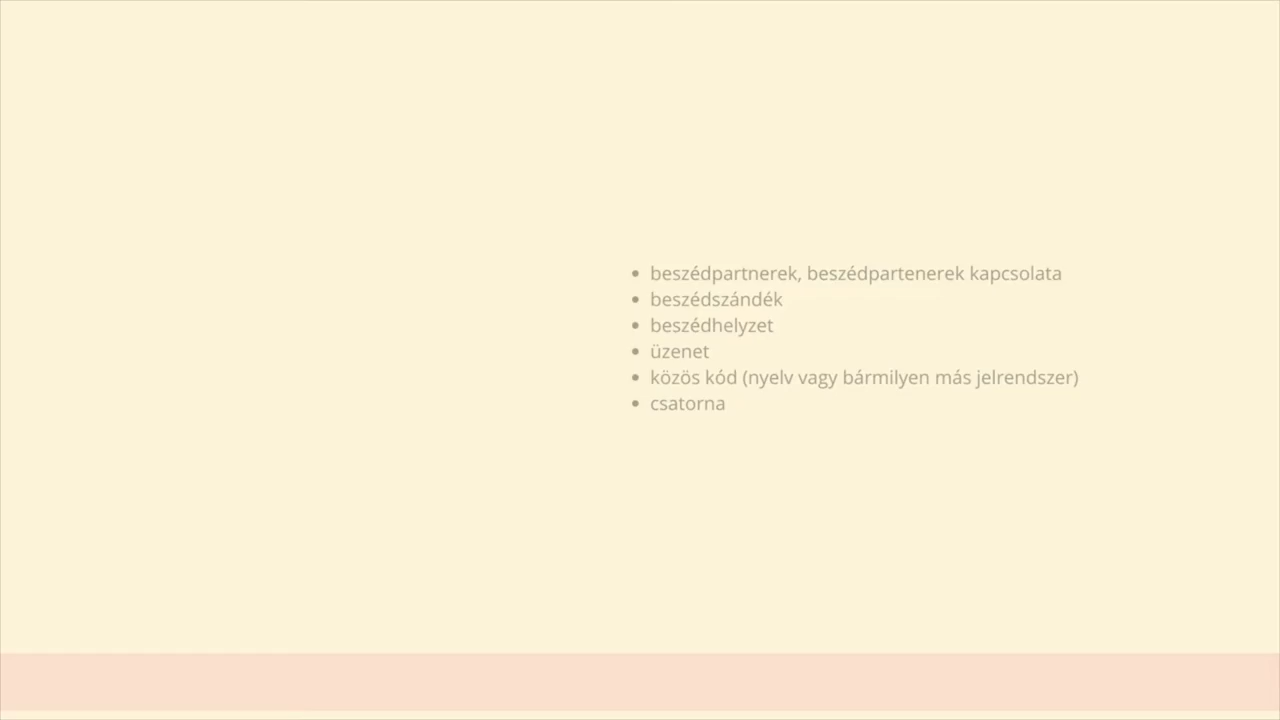 • beszédpartnerek, beszédpartenerek kapcsolata
• beszédszándék
• beszédhelyzet
• üzenet
• közös kód (nyelv vagy bármilyen más jelrendszer)
• csatorna